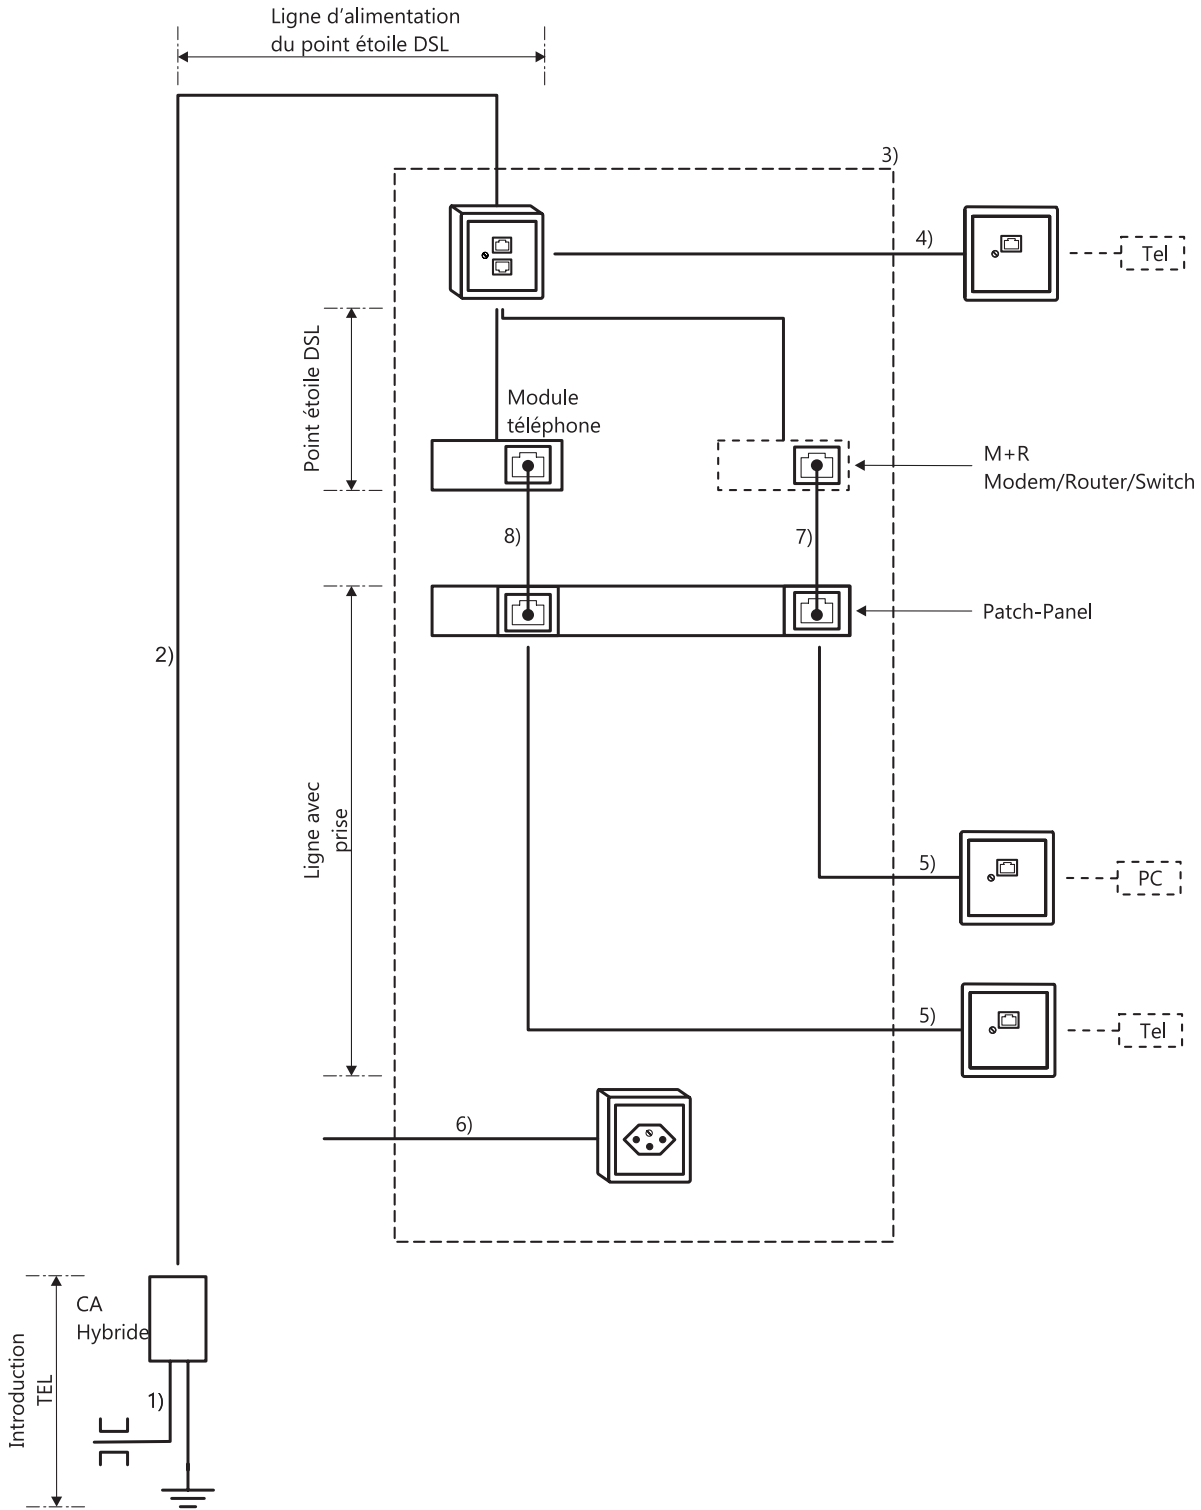 Ligne d'alimentation
du point étoile DSL
3)
4)
Tel
Point étoile DSL
Module
téléphone
M+R
Modem/Router/Switch
8)
7)
Patch-Panel
2)
Ligne avec
prise
5)
PC
5)
Tel
6)
CA
Hybride
Introduction
TEL
1)